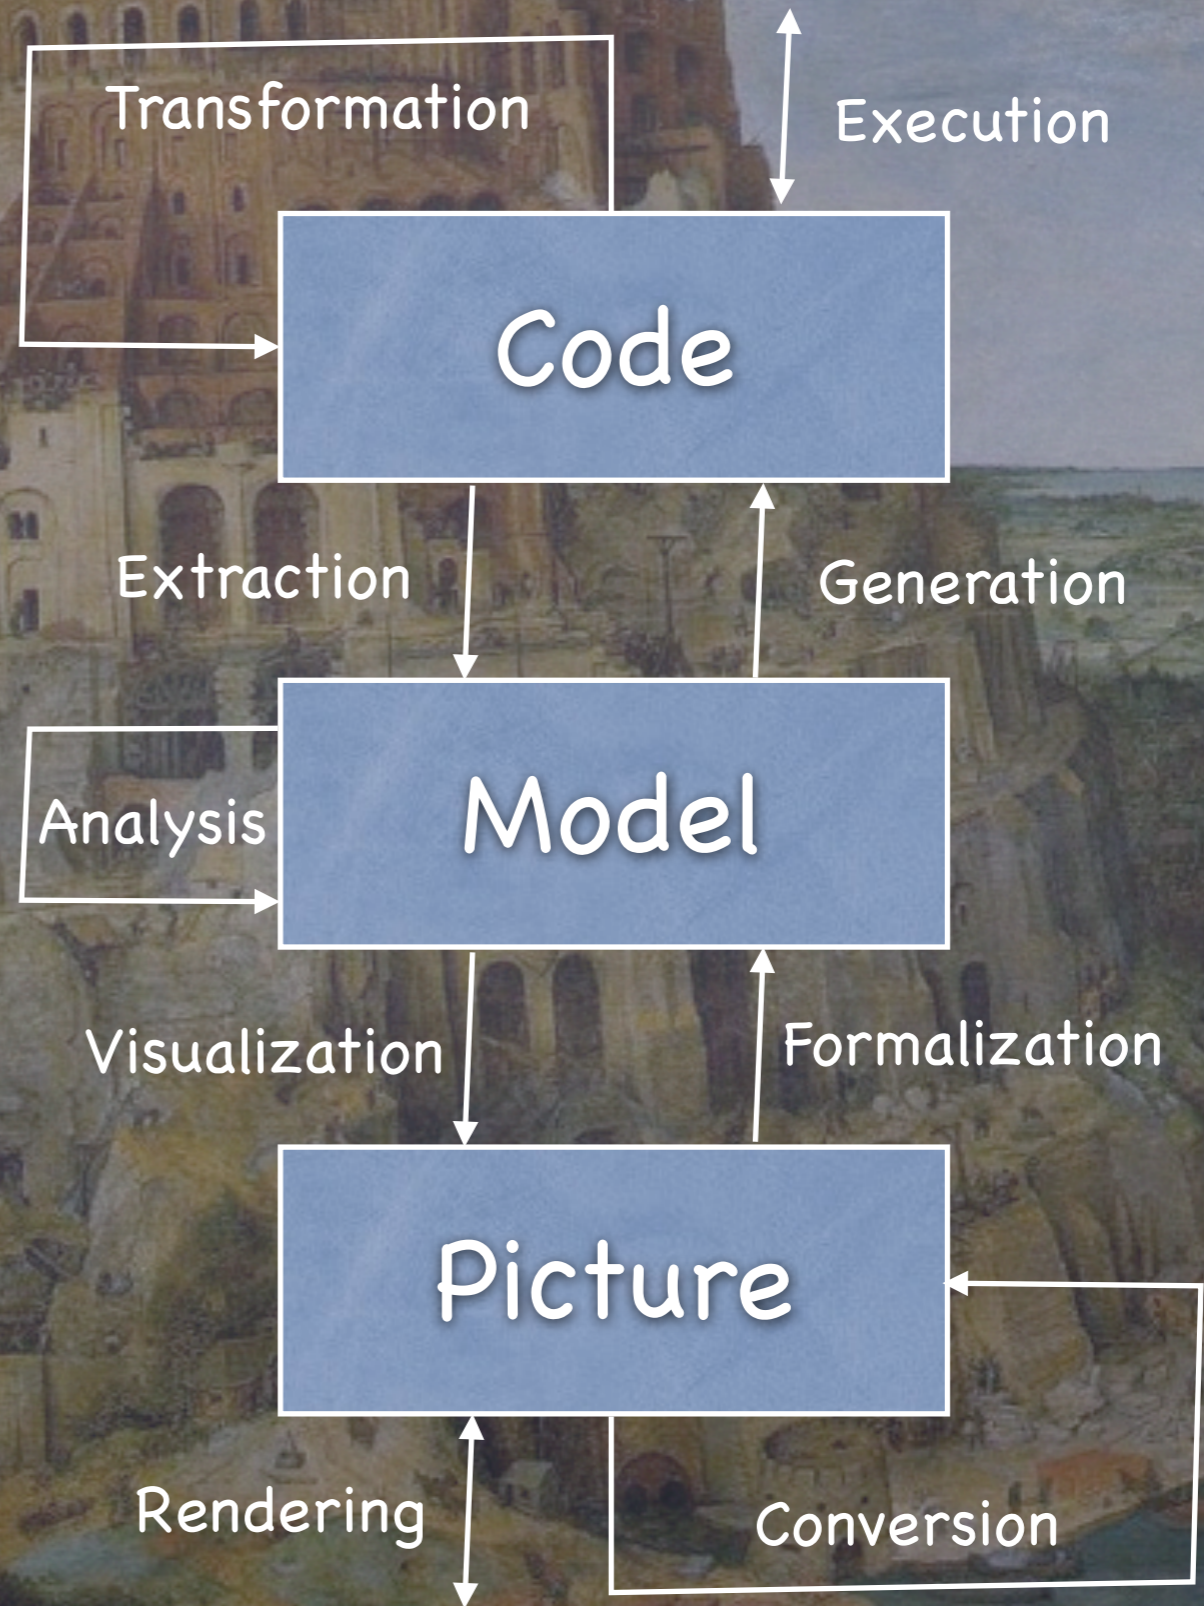 Transformation
Execution
Code
Extraction
Generation
Model
Analysis
Visualization
Formalization
Picture
Rendering
Conversion